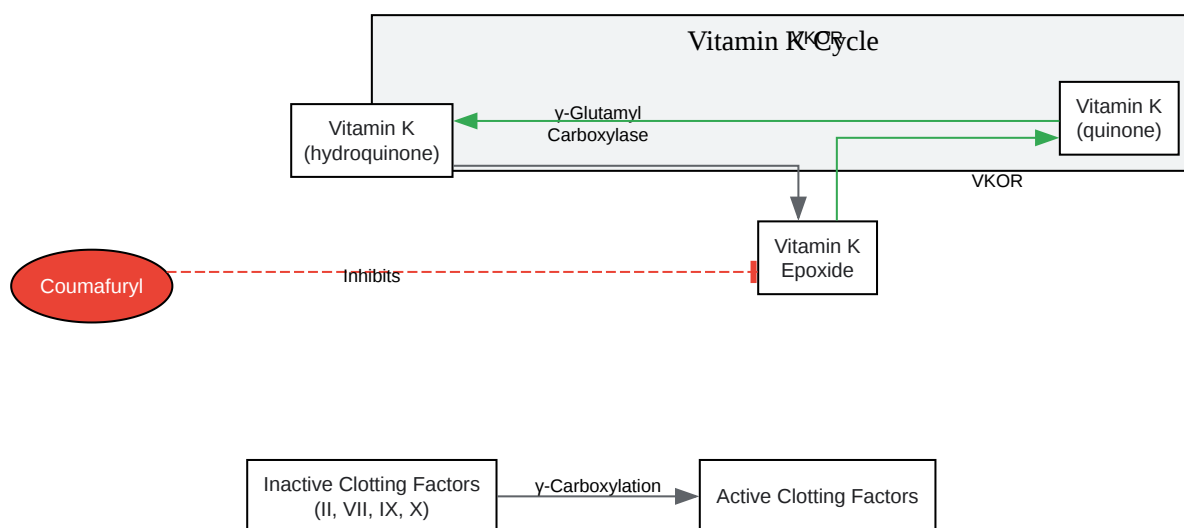 Vitamin K Cycle
VKOR
Vitamin K
(quinone)
γ-Glutamyl
Carboxylase
Vitamin K
(hydroquinone)
VKOR
Vitamin K
Epoxide
Coumafuryl
Inhibits
Inactive Clotting Factors
(II, VII, IX, X)
γ-Carboxylation
Active Clotting Factors